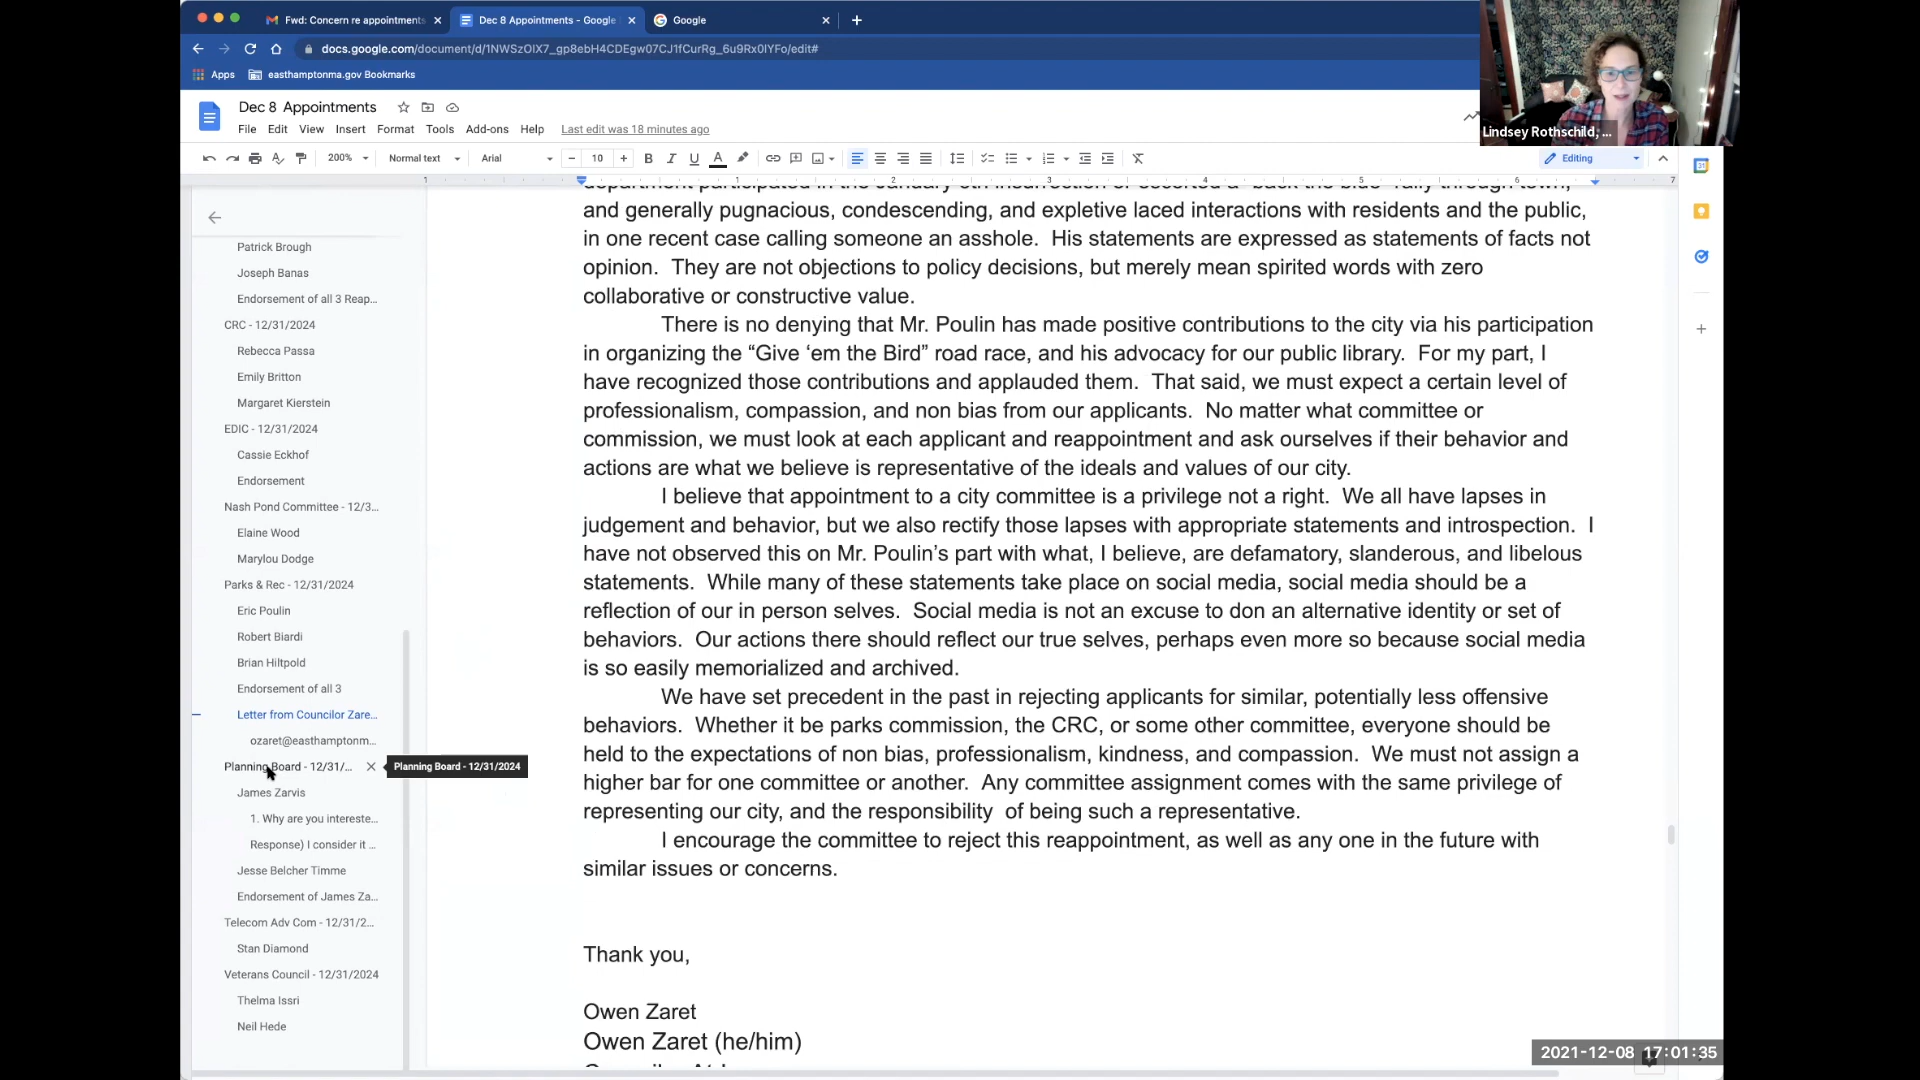 Fwd: Concern re appointments
Dec 8 Appointments - Google
Google
docs.google.com/document/d/1NWSzOIX7_gp8ebH4CDEgw07CJ1fCurRg_6u9Rx0IYFo/edit#
Apps
easthamptonma.gov Bookmarks
Dec 8 Appointments
File Edit View Insert Format Tools Add-ons Help Last edit was 18 minutes ago
200% Normal text Arial 10 Editing
Lindsey Rothschild, ...
1 1 2 3 4 5 6 7
Patrick Brough
Joseph Banas
Endorsement of all 3 Reap...
CRC - 12/31/2024
Rebecca Passa
Emily Britton
Margaret Kierstein
EDIC - 12/31/2024
Cassie Eckhof
Endorsement
Nash Pond Committee - 12/3...
Elaine Wood
Marylou Dodge
Parks & Rec - 12/31/2024
Eric Poulin
Robert Biardi
Brian Hiltpold
Endorsement of all 3
Letter from Councilor Zare...
ozaret@easthamptonm...
Planning Board - 12/31/...
Planning Board - 12/31/2024
James Zarvis
1. Why are you intereste...
Response) I consider it ...
Jesse Belcher Timme
Endorsement of James Za...
Telecom Adv Com - 12/31/2...
Stan Diamond
Veterans Council - 12/31/2024
Thelma Issri
Neil Hede
department participated in the January 6th insurrection or escorted a "back the blue" rally through town,
and generally pugnacious, condescending, and expletive laced interactions with residents and the public,
in one recent case calling someone an asshole. His statements are expressed as statements of facts not
opinion. They are not objections to policy decisions, but merely mean spirited words with zero
collaborative or constructive value.
There is no denying that Mr. Poulin has made positive contributions to the city via his participation
in organizing the “Give ‘em the Bird” road race, and his advocacy for our public library. For my part, I
have recognized those contributions and applauded them. That said, we must expect a certain level of
professionalism, compassion, and non bias from our applicants. No matter what committee or
commission, we must look at each applicant and reappointment and ask ourselves if their behavior and
actions are what we believe is representative of the ideals and values of our city.
I believe that appointment to a city committee is a privilege not a right. We all have lapses in
judgement and behavior, but we also rectify those lapses with appropriate statements and introspection. I
have not observed this on Mr. Poulin’s part with what, I believe, are defamatory, slanderous, and libelous
statements. While many of these statements take place on social media, social media should be a
reflection of our in person selves. Social media is not an excuse to don an alternative identity or set of
behaviors. Our actions there should reflect our true selves, perhaps even more so because social media
is so easily memorialized and archived.
We have set precedent in the past in rejecting applicants for similar, potentially less offensive
behaviors. Whether it be parks commission, the CRC, or some other committee, everyone should be
held to the expectations of non bias, professionalism, kindness, and compassion. We must not assign a
higher bar for one committee or another. Any committee assignment comes with the same privilege of
representing our city, and the responsibility of being such a representative.
I encourage the committee to reject this reappointment, as well as any one in the future with
similar issues or concerns.
Thank you,
Owen Zaret
Owen Zaret (he/him)
2021-12-08 17:01:35